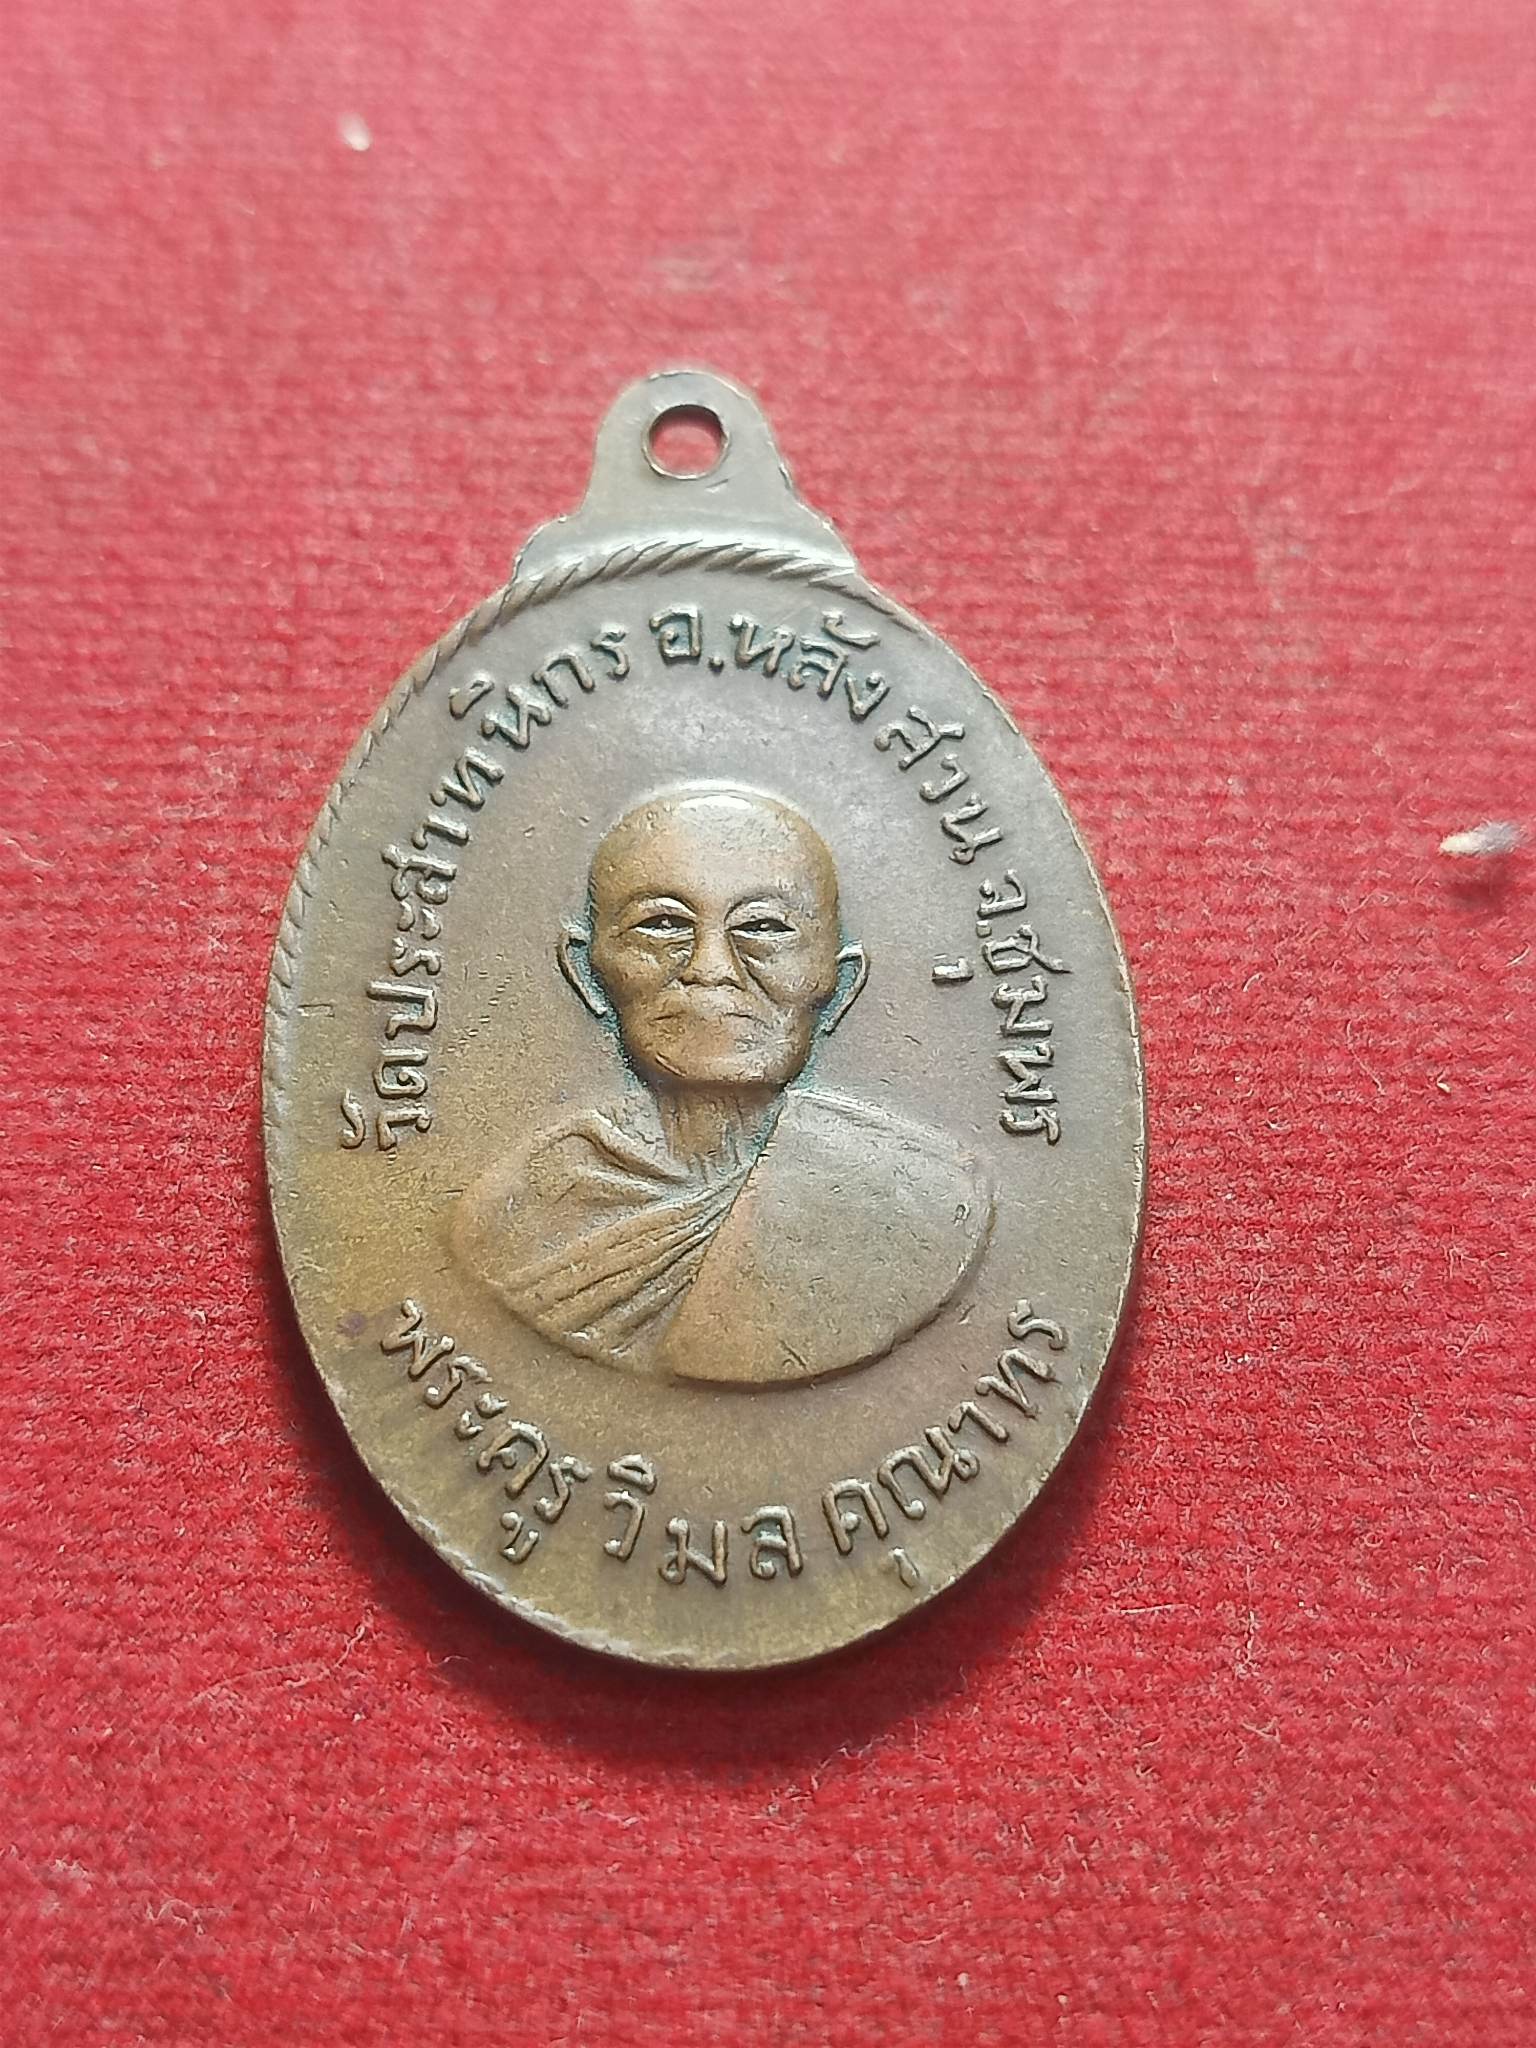 วัดประสาทนิกร อ.หลังสวน จ.ชุมพร
พระครูวิมลคุณาทร